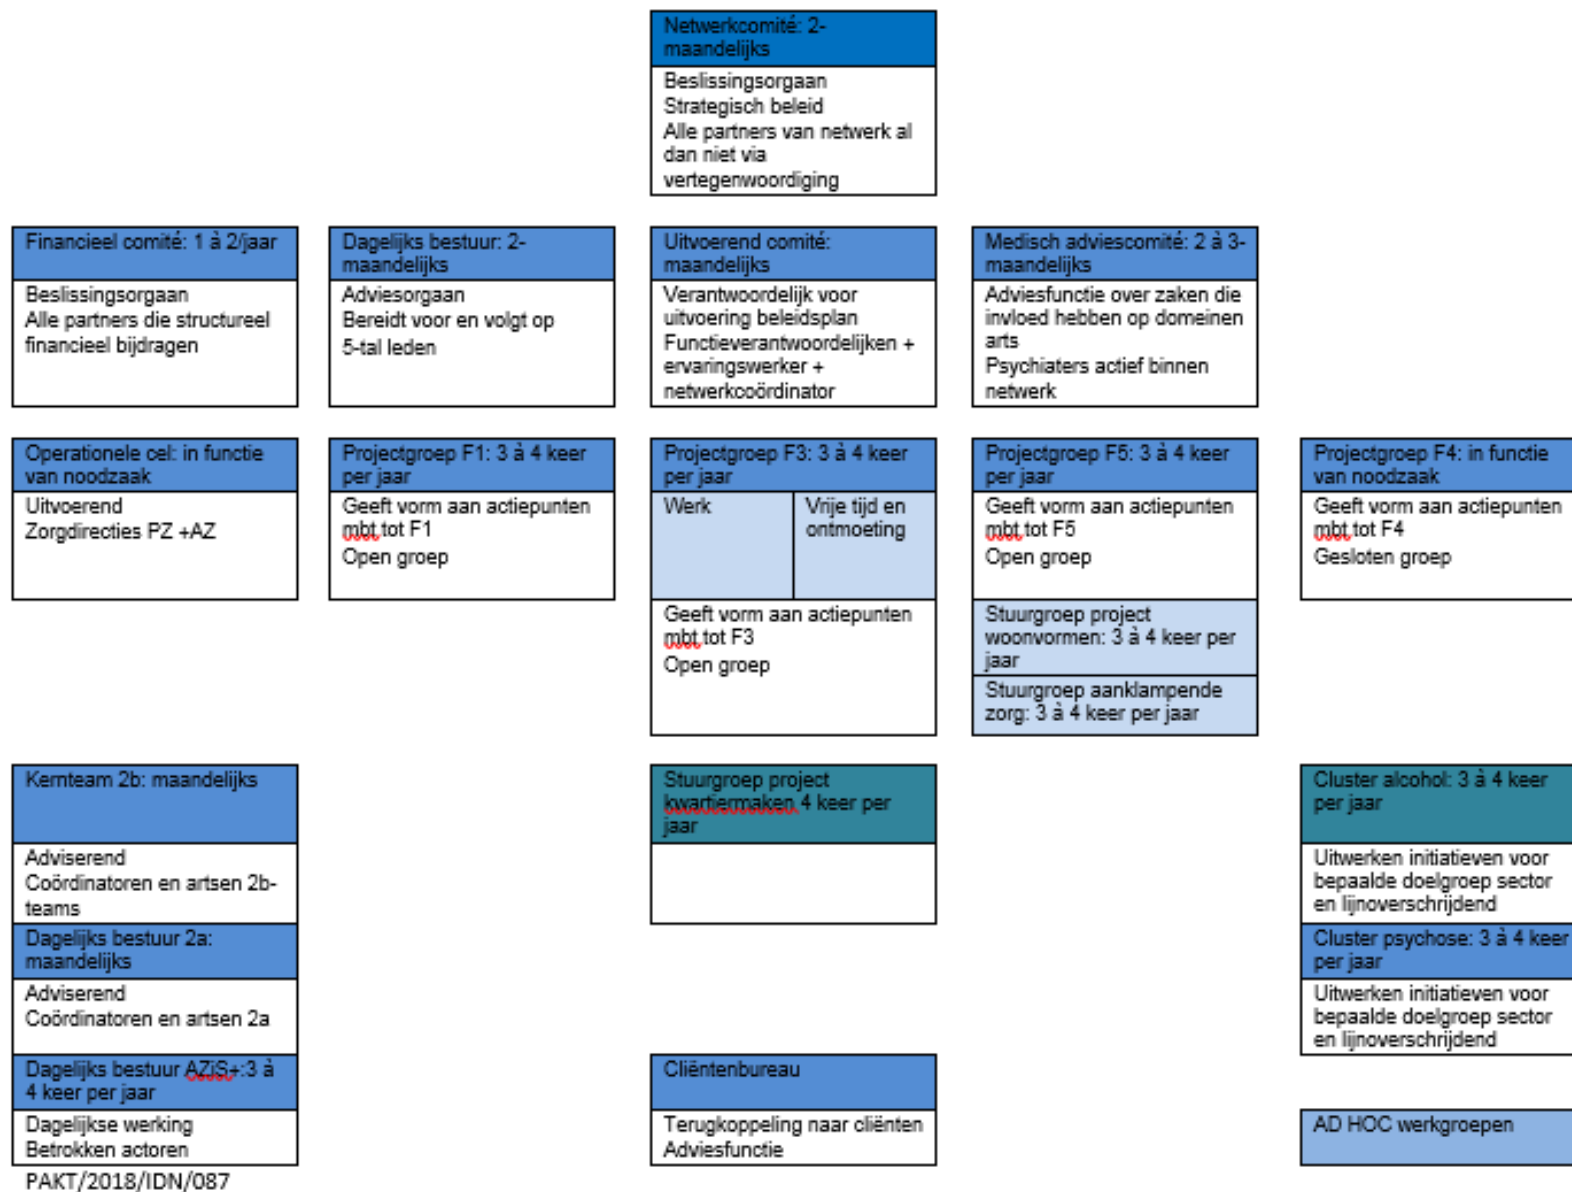 Netwerkcomité: 2-
maandelijks
Beslissingsorgaan
Strategisch beleid
Alle partners van netwerk al
dan niet via
vertegenwoordiging
Financieel comité: 1 à 2/jaar
Beslissingsorgaan
Alle partners die structureel
financieel bijdragen
Dagelijks bestuur: 2-
maandelijks
Adviesorgaan
Bereidt voor en volgt op
5-tal leden
Uitvoerend comité:
maandelijks
Verantwoordelijk voor
uitvoering beleidsplan
Functieverantwoordelijken +
ervaringswerker +
netwerkcoördinator
Medisch adviescomité: 2 à 3-
maandelijks
Adviesfunctie over zaken die
invloed hebben op domeinen
arts
Psychiaters actief binnen
netwerk
Operationele cel: in functie
van noodzaak
Uitvoerend
Zorgdirecties PZ +AZ
Projectgroep F1: 3 à 4 keer
per jaar
Geeft vorm aan actiepunten
mbt tot F1
Open groep
Projectgroep F3: 3 à 4 keer
per jaar
Werk
Vrije tijd en
ontmoeting
Geeft vorm aan actiepunten
mbt tot F3
Open groep
Projectgroep F5: 3 à 4 keer
per jaar
Geeft vorm aan actiepunten
mbt tot F5
Open groep
Stuurgroep project
woonvormen: 3 à 4 keer per
jaar
Stuurgroep aanklampende
zorg: 3 à 4 keer per jaar
Projectgroep F4: in functie
van noodzaak
Geeft vorm aan actiepunten
mbt tot F4
Gesloten groep
Kernteam 2b: maandelijks
Adviserend
Coördinatoren en artsen 2b-
teams
Dagelijks bestuur 2a:
maandelijks
Adviserend
Coördinatoren en artsen 2a
Dagelijks bestuur AZiS+:3 à
4 keer per jaar
Dagelijkse werking
Betrokken actoren
Stuurgroep project
kwartiermaken 4 keer per
jaar
Cliëntenbureau
Terugkoppeling naar cliënten
Adviesfunctie
Cluster alcohol: 3 à 4 keer
per jaar
Uitwerken initiatieven voor
bepaalde doelgroep sector
en lijnoverschrijdend
Cluster psychose: 3 à 4 keer
per jaar
Uitwerken initiatieven voor
bepaalde doelgroep sector
en lijnoverschrijdend
AD HOC werkgroepen
PAKT/2018/IDN/087